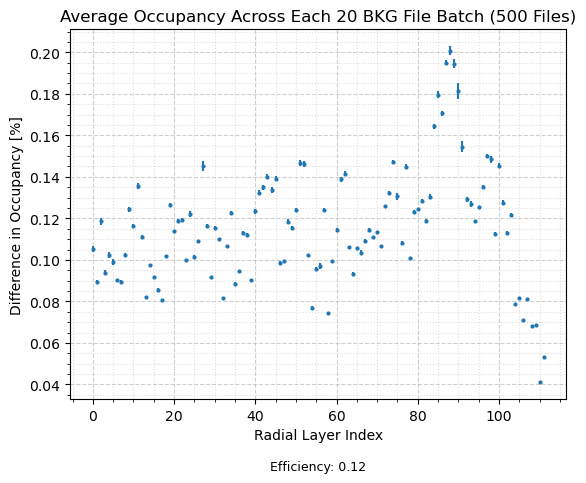 Average Occupancy Across Each 20 BKG File Batch (500 Files)
Difference in Occupancy [%]
0.20
0.18
0.16
0.14
0.12
0.10
0.08
0.06
0.04
0 20 40 60 80 100
Radial Layer Index
Efficiency: 0.12